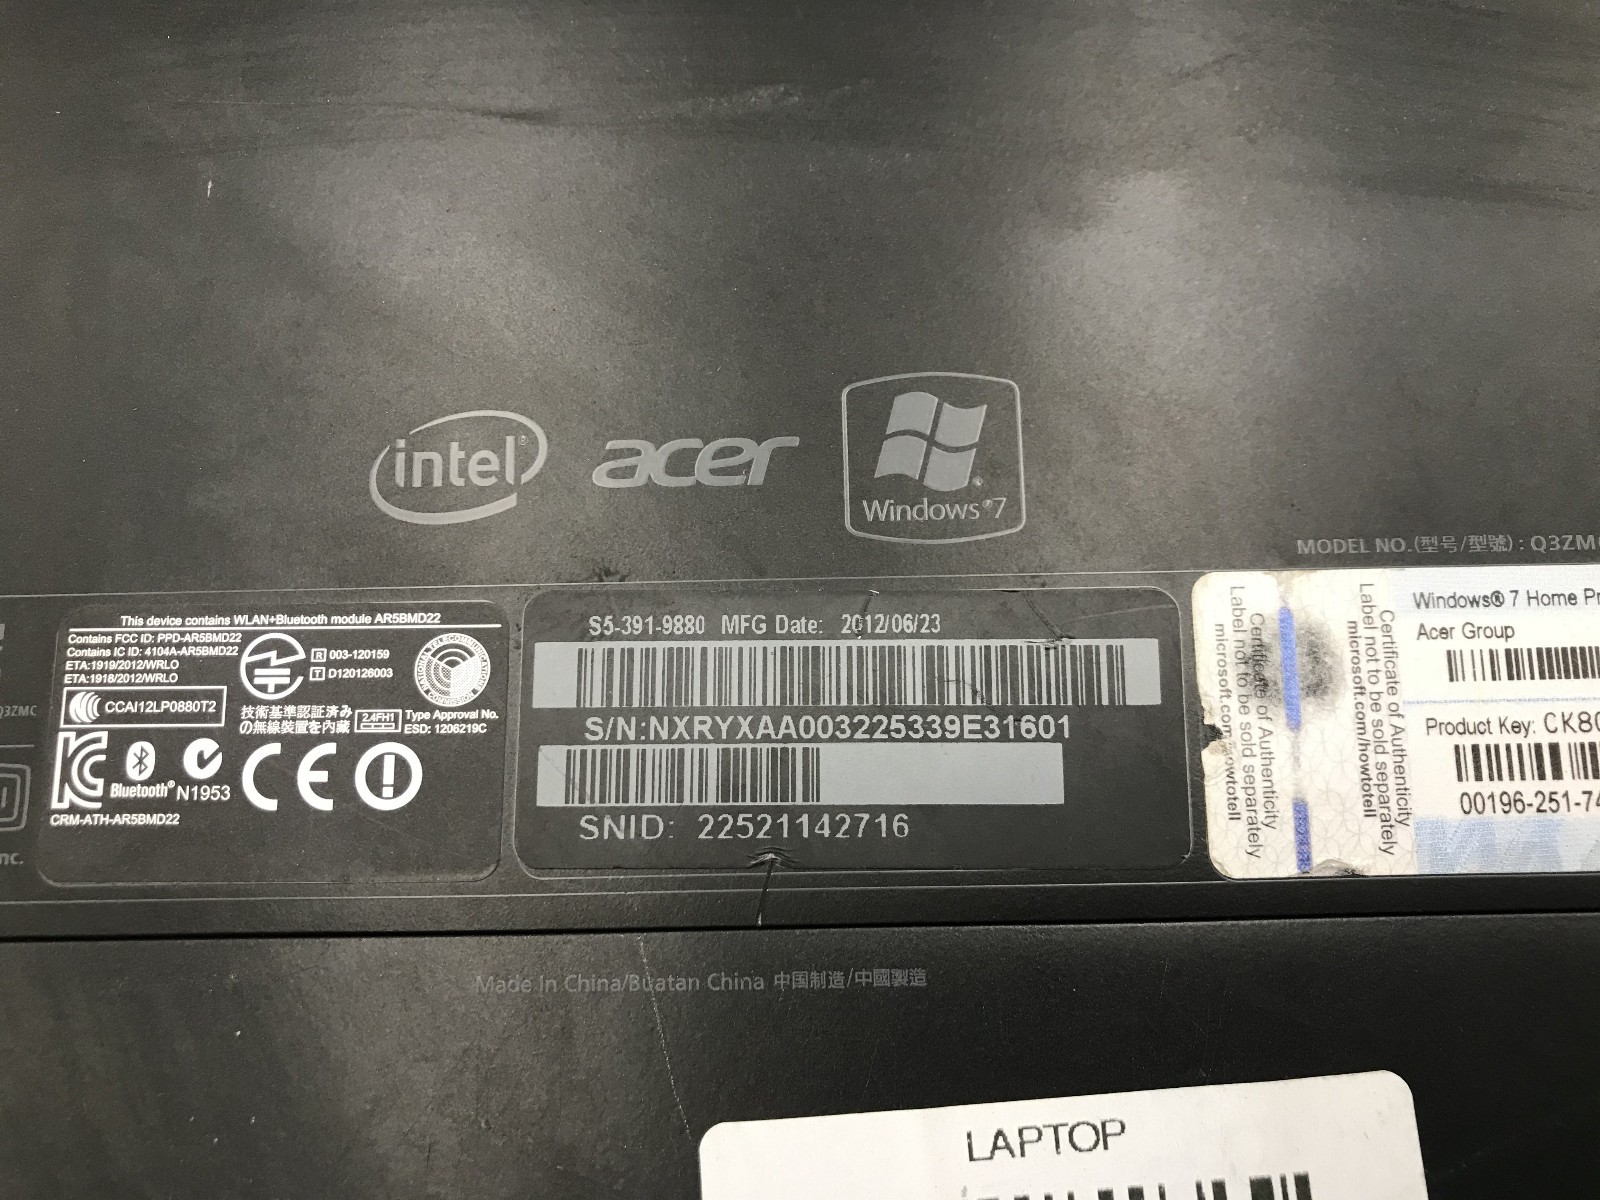 intel®
acer
Windows®7
MODEL NO.(型号/型號) : Q3ZM
This device contains WLAN+Bluetooth module AR5BMD22
Contains FCC ID: PPD-AR5BMD22
Contains IC ID: 4104A-AR5BMD22
ETA:1919/2012/WRLO
ETA:1918/2012/WRLO
CCAI12LP0880T2
R 003-120159
T D120126003
NATIONAL TELECOMMUNICATIONS COMMISSION
技術基準認証済み
の無線装置を内蔵
2.4FH1
Type Approval No.
ESD: 1206219C
Bluetooth® N1953
CE
CRM-ATH-AR5BMD22
Q3ZMC
nc.
S5-391-9880 MFG Date: 2012/06/23
S/N:NXRYXAA003225339E31601
SNID: 22521142716
Certificate of Authenticity
Label not to be sold separately
microsoft.com/howtotell
Certificate of Authenticity
Label not to be sold separately
microsoft.com/howtotell
Windows® 7 Home Pr
Acer Group
Product Key: CK80
00196-251-74
Made In China/Buatan China 中国制造/中國製造
LAPTOP